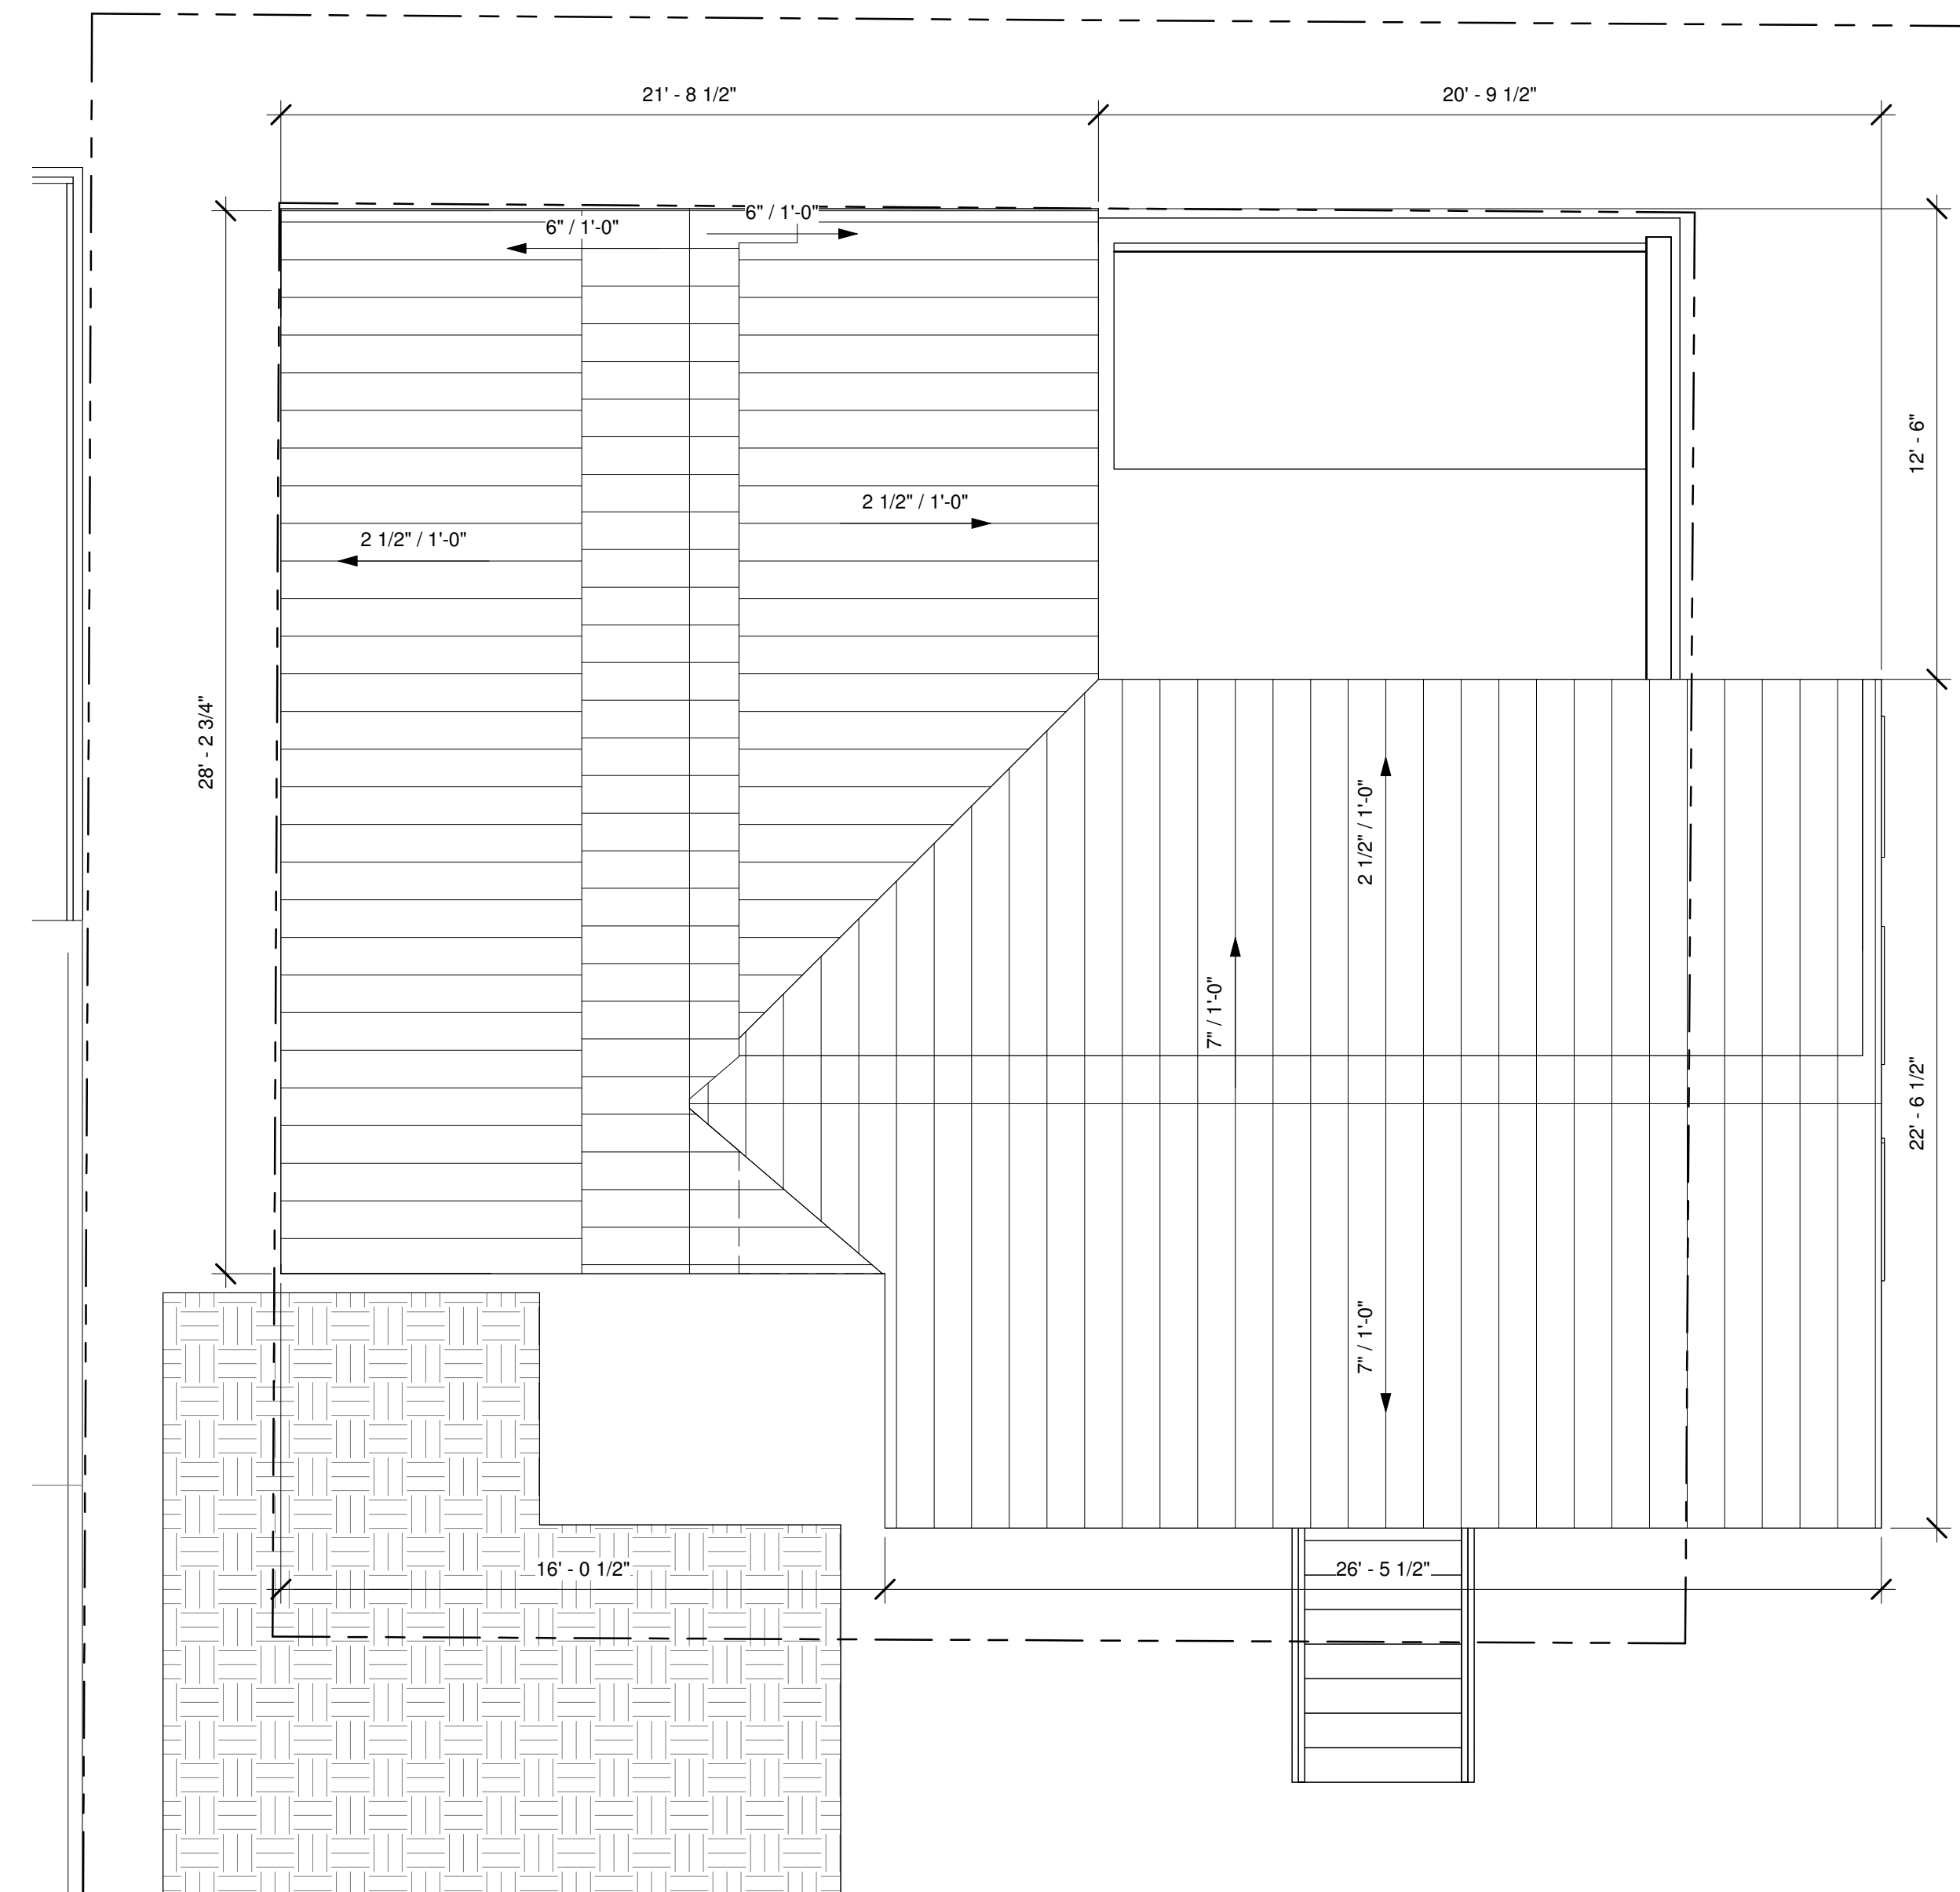 21' - 8 1/2"
20' - 9 1/2"
6" / 1'-0"
6" / 1'-0"
12' - 6"
2 1/2" / 1'-0"
2 1/2" / 1'-0"
28' - 2 3/4"
2 1/2" / 1'-0"
7" / 1'-0"
22' - 6 1/2"
7" / 1'-0"
16' - 0 1/2"
26' - 5 1/2"